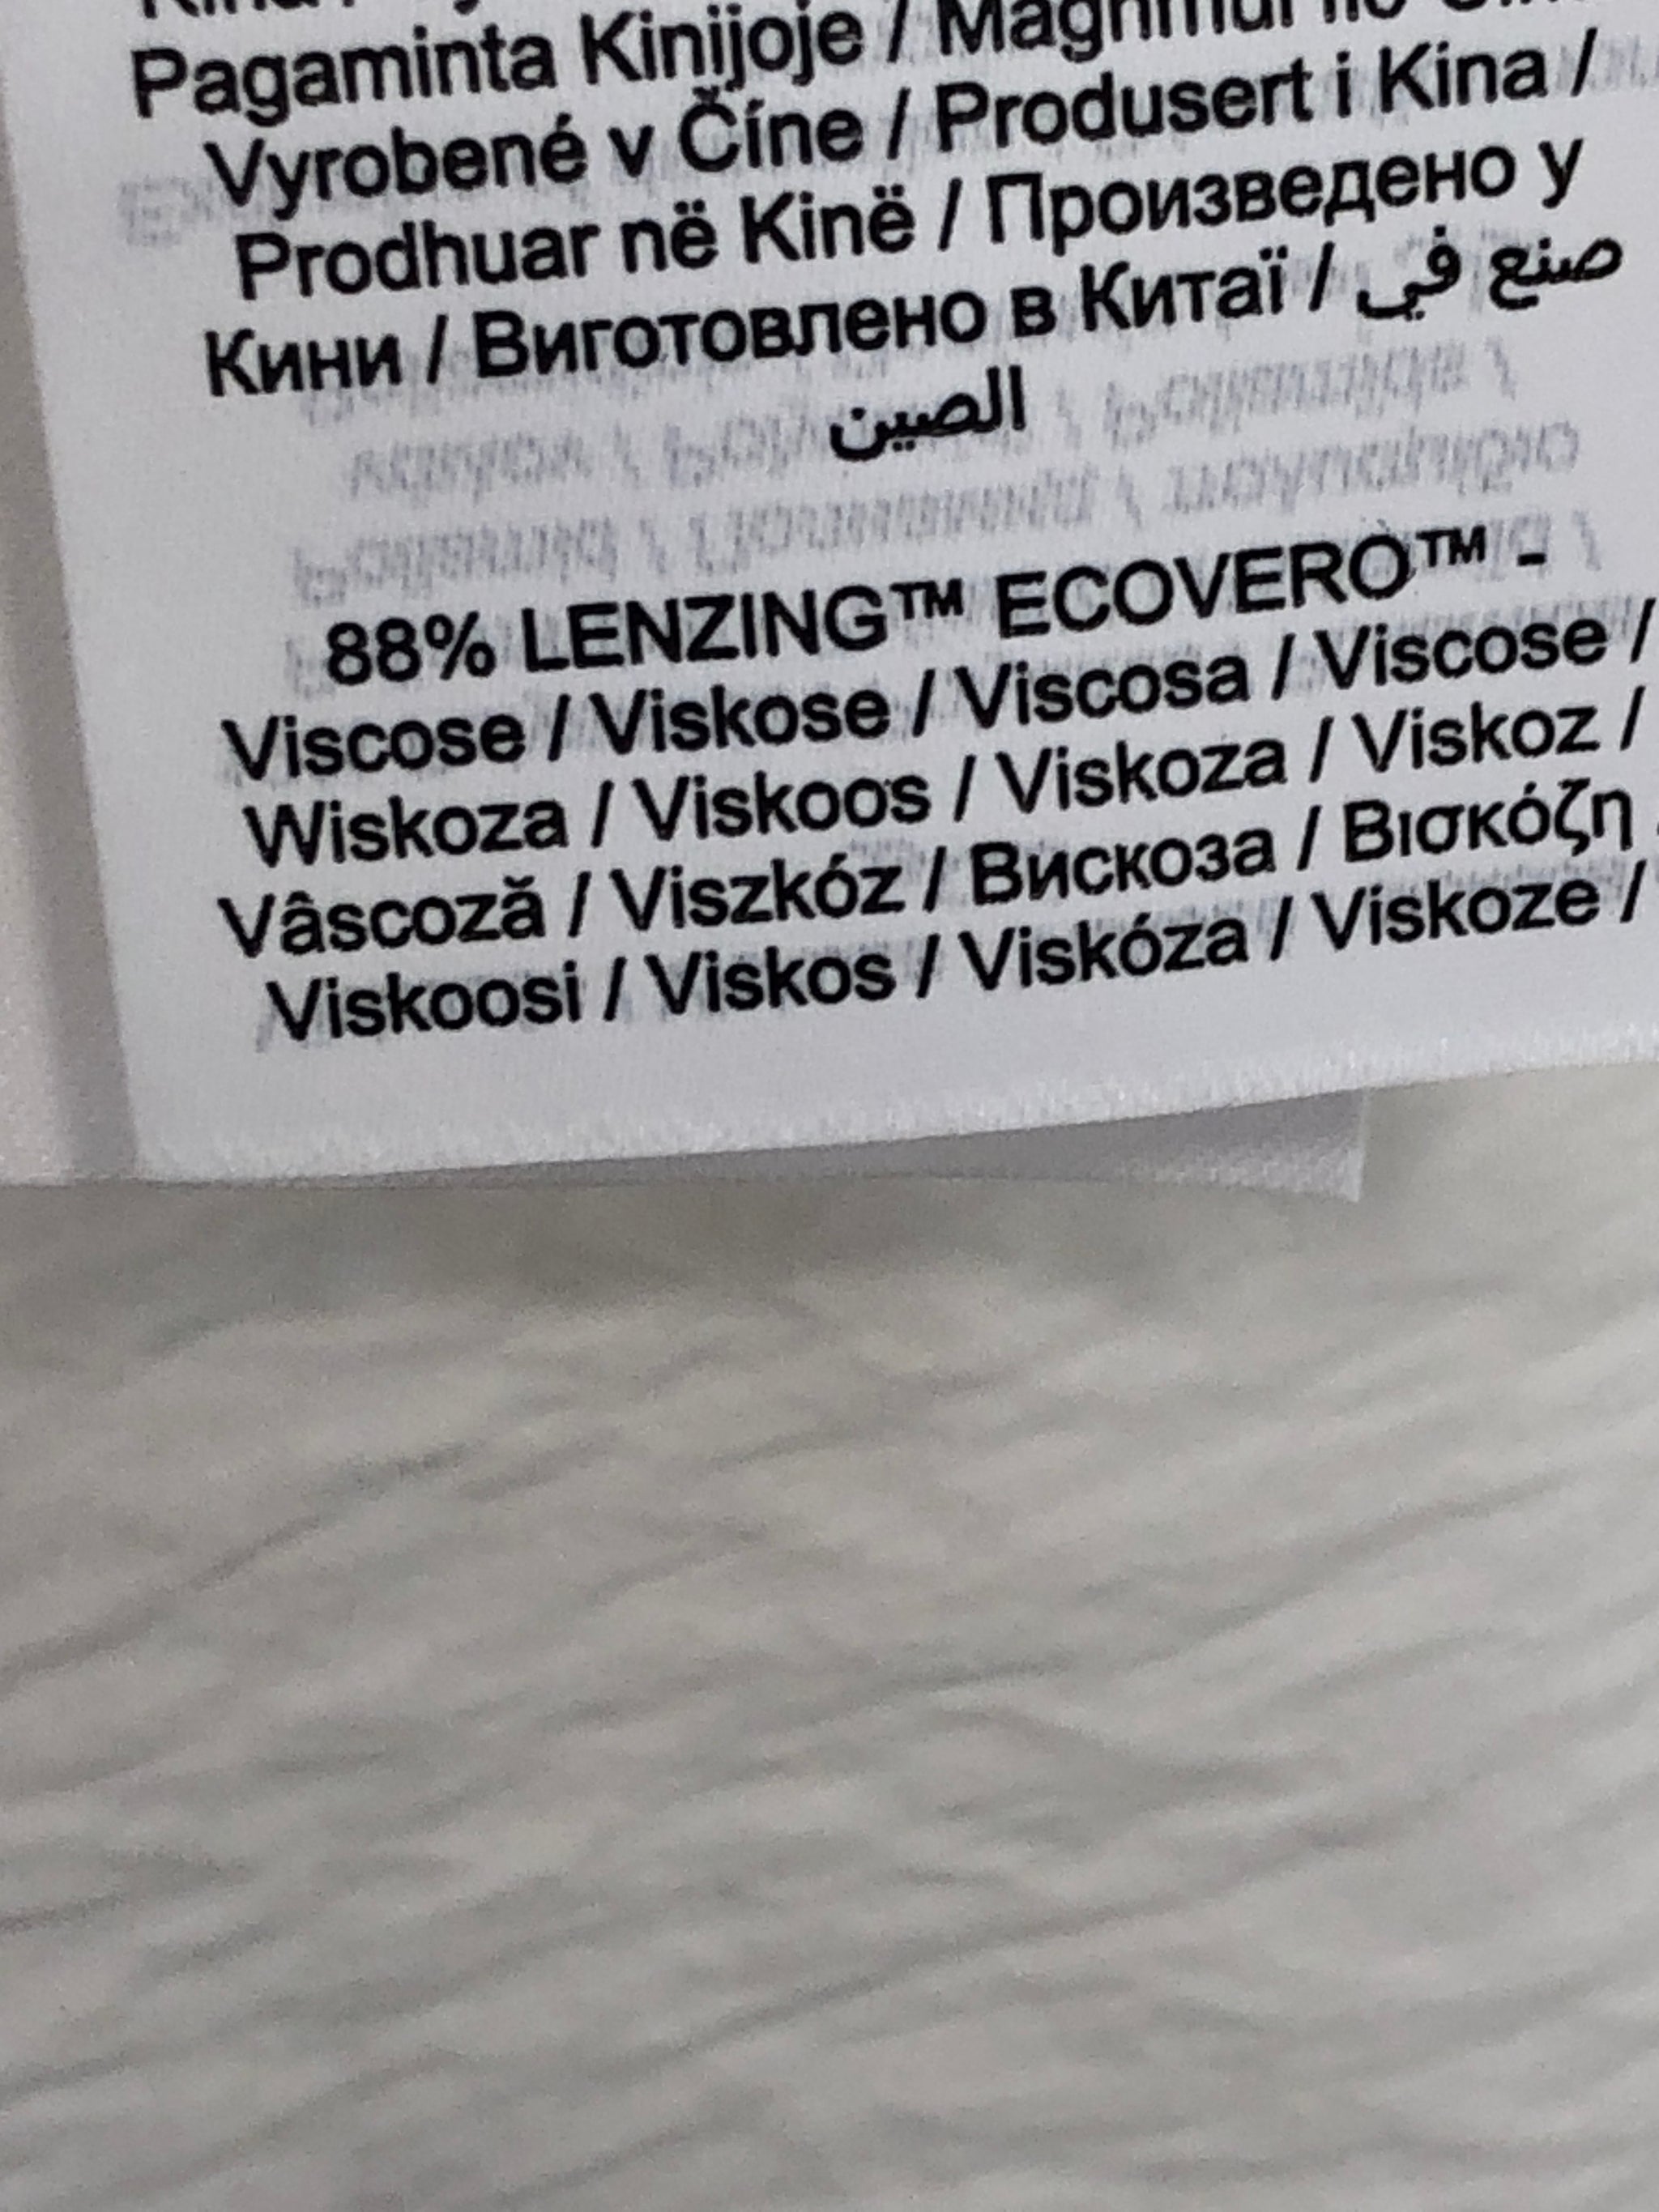 Pagaminta Kinijoje /
Vyrobené v Číne / Produsert i Kina /
Prodhuar në Kinë / Произведено у
Кини / Виготовлено в Китаї / صنع في
الصين
88% LENZING™ ECOVERO™ -
Viscose / Viskose / Viscosa / Viscose /
Wiskoza / Viskoos / Viskoza / Viskoz /
Vâscoză / Viszkóz / Вискоза / Βισκόζη
Viskoosi / Viskos / Viskóza / Viskoze /